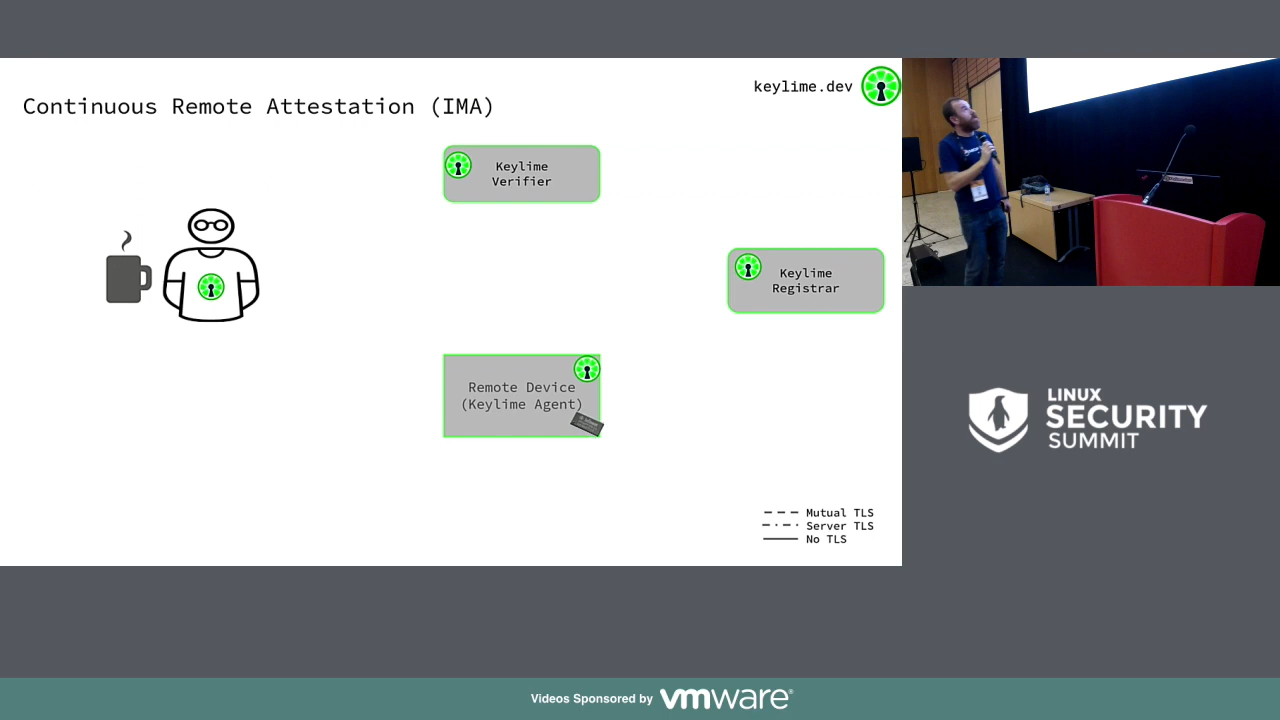 Continuous Remote Attestation (IMA)
keylime.dev
Keylime
Verifier
Keylime
Registrar
Remote Device
(Keylime Agent)
Mutual TLS
Server TLS
No TLS
LINUX
SECURITY
SUMMIT
Videos Sponsored by vmware®